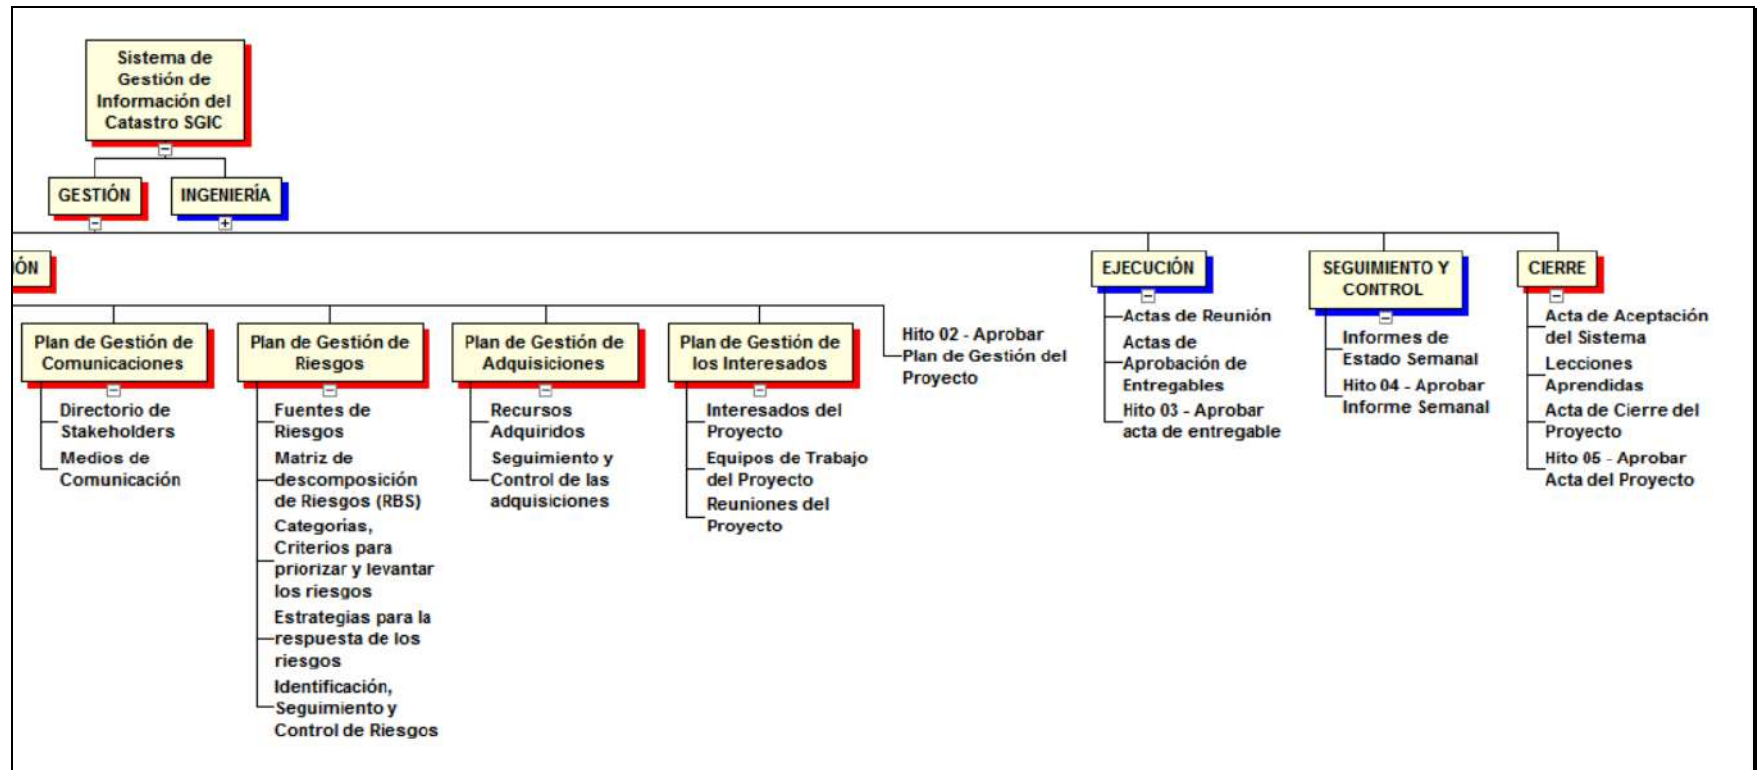 Sistema de
Gestión de
Información del
Catastro SGIC
GESTIÓN
INGENIERÍA
IÓN
EJECUCIÓN
SEGUIMIENTO Y
CONTROL
CIERRE
Plan de Gestión de
Comunicaciones
Directorio de
Stakeholders
Medios de
Comunicación
Plan de Gestión de
Riesgos
Fuentes de
Riesgos
Matriz de
descomposición
de Riesgos (RBS)
Categorías,
Criterios para
priorizar y levantar
los riesgos
Estrategias para la
respuesta de los
riesgos
Identificación,
Seguimiento y
Control de Riesgos
Plan de Gestión de
Adquisiciones
Recursos
Adquiridos
Seguimiento y
Control de las
adquisiciones
Plan de Gestión de
los Interesados
Interesados del
Proyecto
Equipos de Trabajo
del Proyecto
Reuniones del
Proyecto
Hito 02 - Aprobar
Plan de Gestión del
Proyecto
Actas de Reunión
Actas de
Aprobación de
Entregables
Hito 03 - Aprobar
acta de entregable
Informes de
Estado Semanal
Hito 04 - Aprobar
Informe Semanal
Acta de Aceptación
del Sistema
Lecciones
Aprendidas
Acta de Cierre del
Proyecto
Hito 05 - Aprobar
Acta del Proyecto